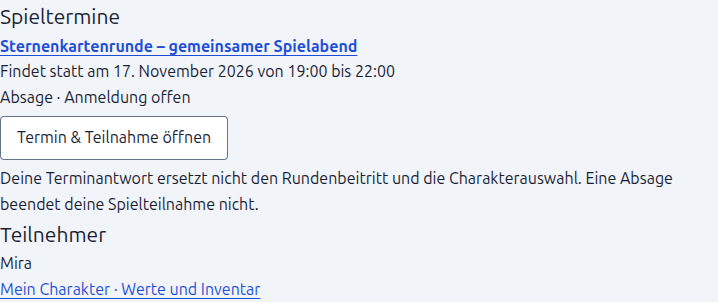 Spieltermine
Sternenkartenrunde – gemeinsamer Spielabend
Findet statt am 17. November 2026 von 19:00 bis 22:00
Absage · Anmeldung offen
Termin & Teilnahme öffnen
Deine Terminantwort ersetzt nicht den Rundenbeitritt und die Charakterauswahl. Eine Absage
beendet deine Spielteilnahme nicht.
Teilnehmer
Mira
Mein Charakter · Werte und Inventar